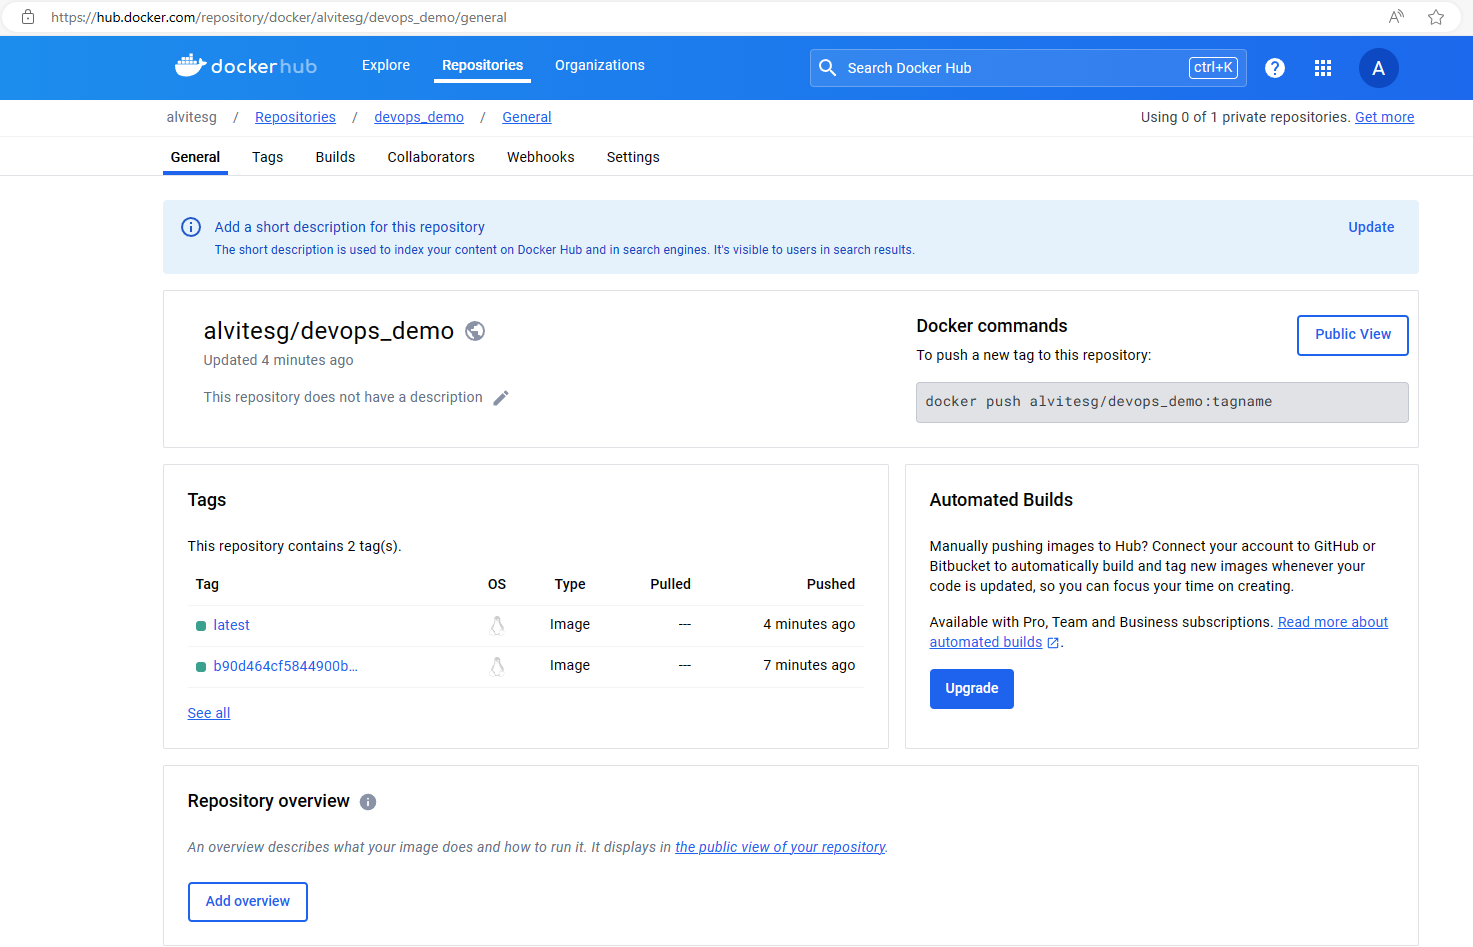 https://hub.docker.com/repository/docker/alvitesg/devops_demo/general
dockerhub Explore Repositories Organizations Search Docker Hub ctrl+K ? A
alvitesg / Repositories / devops_demo / General Using 0 of 1 private repositories. Get more
General Tags Builds Collaborators Webhooks Settings
Add a short description for this repository Update
The short description is used to index your content on Docker Hub and in search engines. It's visible to users in search results.
alvitesg/devops_demo
Updated 4 minutes ago
This repository does not have a description
Docker commands Public View
To push a new tag to this repository:
docker push alvitesg/devops_demo:tagname
Tags
This repository contains 2 tag(s).
Tag OS Type Pulled Pushed
latest Image --- 4 minutes ago
b90d464cf5844900b... Image --- 7 minutes ago
See all
Automated Builds
Manually pushing images to Hub? Connect your account to GitHub or
Bitbucket to automatically build and tag new images whenever your
code is updated, so you can focus your time on creating.
Available with Pro, Team and Business subscriptions. Read more about
automated builds.
Upgrade
Repository overview
An overview describes what your image does and how to run it. It displays in the public view of your repository.
Add overview